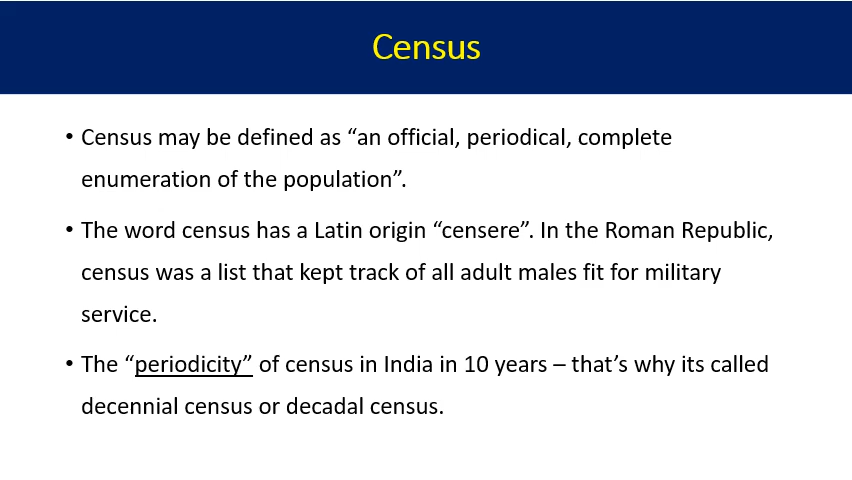 Census
• Census may be defined as “an official, periodical, complete
enumeration of the population”.
• The word census has a Latin origin “censere”. In the Roman Republic,
census was a list that kept track of all adult males fit for military
service.
• The “periodicity” of census in India in 10 years – that’s why its called
decennial census or decadal census.